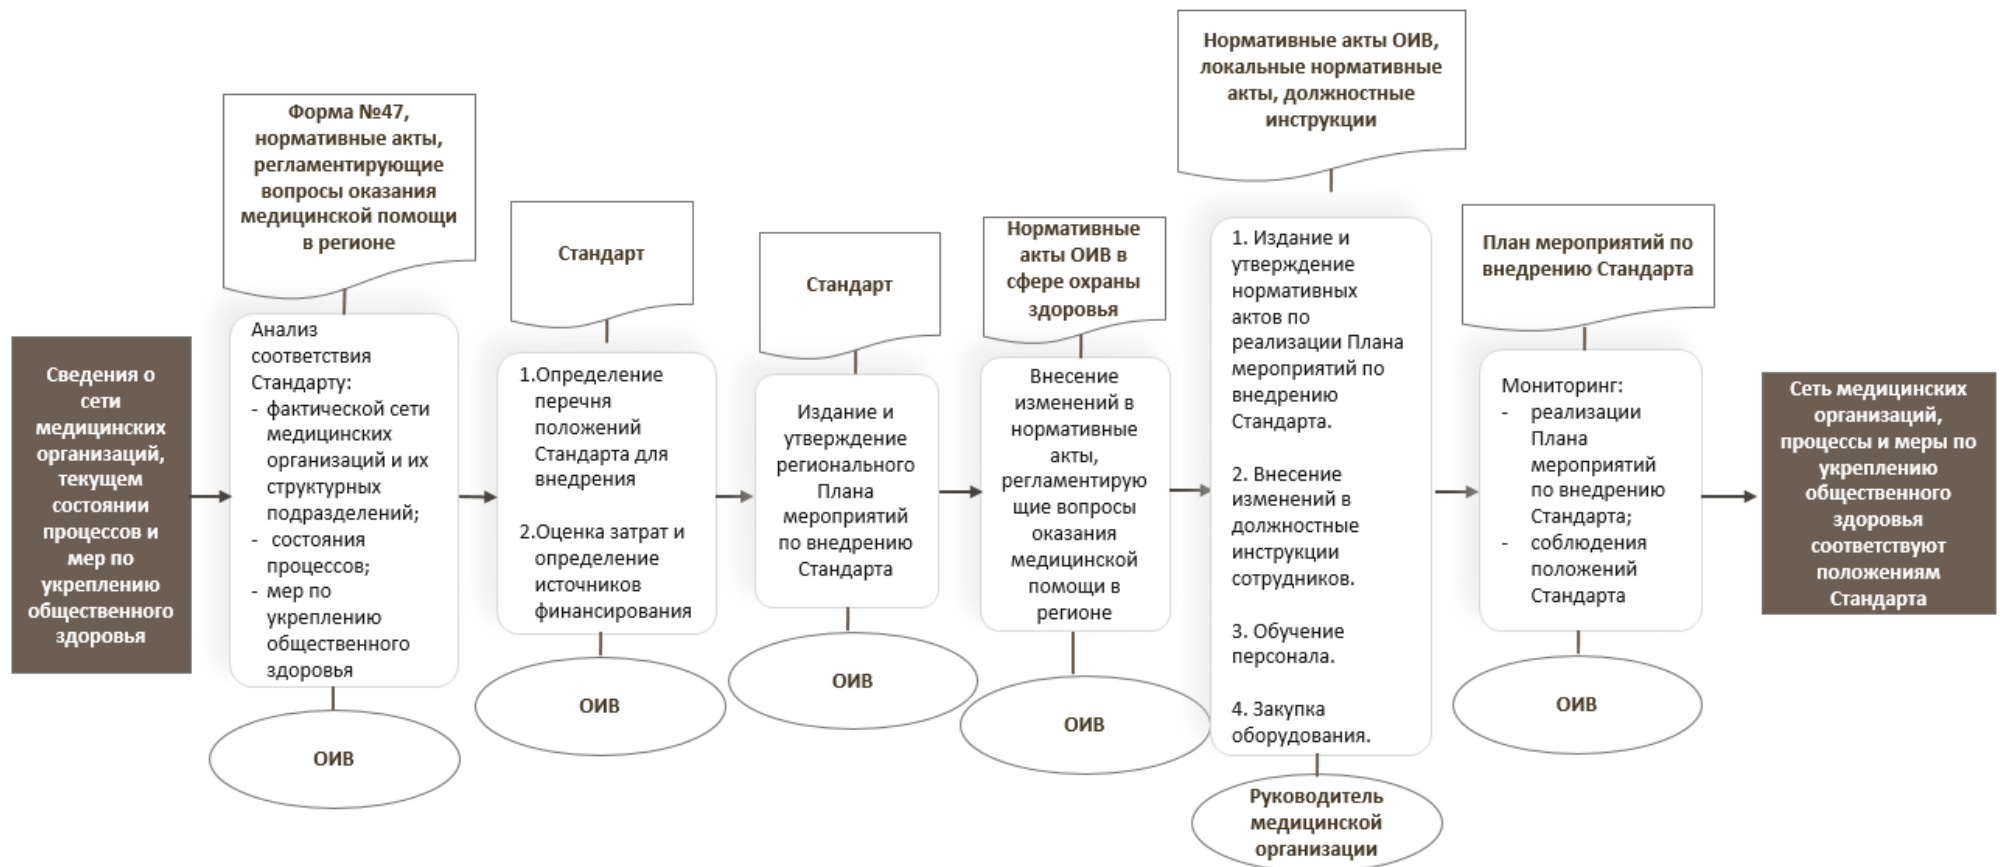 Сведения о
сети
медицинских
организаций,
текущем
состоянии
процессов и
мер по
укреплению
общественного
здоровья
Форма №47,
нормативные акты,
регламентирующие
вопросы оказания
медицинской помощи
в регионе
Анализ
соответствия
Стандарту:
- фактической сети
медицинских
организаций и их
структурных
подразделений;
- состояния
процессов;
- мер по
укреплению
общественного
здоровья
ОИВ
Стандарт
1.Определение
перечня
положений
Стандарта для
внедрения
2.Оценка затрат и
определение
источников
финансирования
ОИВ
Стандарт
Издание и
утверждение
регионального
Плана
мероприятий
по внедрению
Стандарта
ОИВ
Нормативные
акты ОИВ в
сфере охраны
здоровья
Внесение
изменений в
нормативные
акты,
регламентирую
щие вопросы
оказания
медицинской
помощи в
регионе
ОИВ
Нормативные акты ОИВ,
локальные нормативные
акты, должностные
инструкции
1. Издание и
утверждение
нормативных
актов по
реализации Плана
мероприятий по
внедрению
Стандарта.
2. Внесение
изменений в
должностные
инструкции
сотрудников.
3. Обучение
персонала.
4. Закупка
оборудования.
Руководитель
медицинской
организации
План мероприятий по
внедрению Стандарта
Мониторинг:
- реализации
Плана
мероприятий
по внедрению
Стандарта;
- соблюдения
положений
Стандарта
ОИВ
Сеть медицинских
организаций,
процессы и меры по
укреплению
общественного
здоровья
соответствуют
положениям
Стандарта